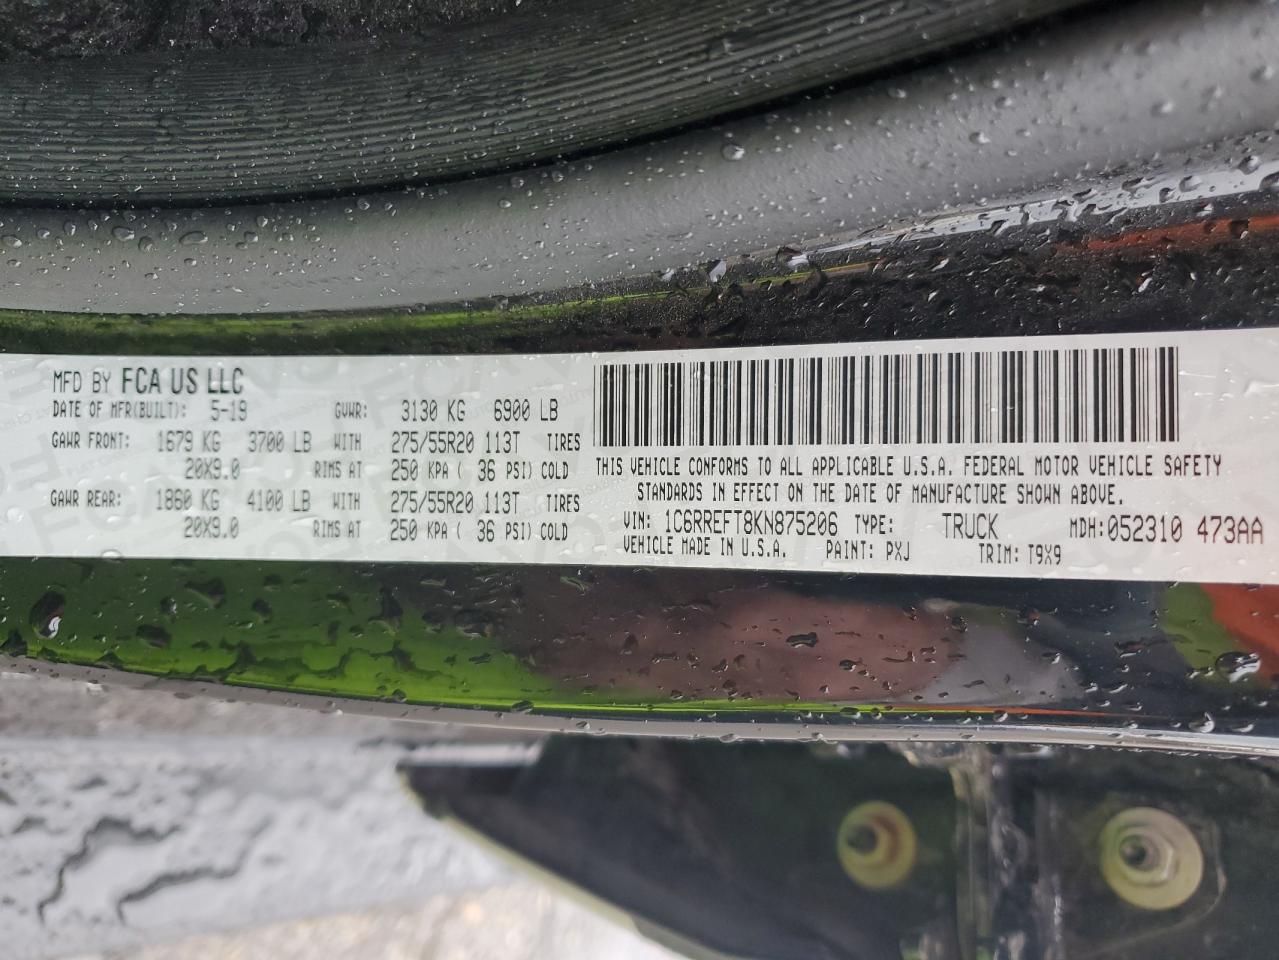 MFD BY FCA US LLC
DATE OF MFR(BUILT): 5-19 GVWR: 3130 KG 6900 LB
GAWR FRONT: 1679 KG 3700 LB WITH 275/55R20 113T TIRES
20X9.0 RIMS AT 250 KPA ( 36 PSI) COLD
GAWR REAR: 1860 KG 4100 LB WITH 275/55R20 113T TIRES
20X9.0 RIMS AT 250 KPA ( 36 PSI) COLD
THIS VEHICLE CONFORMS TO ALL APPLICABLE U.S.A. FEDERAL MOTOR VEHICLE SAFETY
STANDARDS IN EFFECT ON THE DATE OF MANUFACTURE SHOWN ABOVE.
VIN: 1C6RREFT8KN875206 TYPE: TRUCK MDH:052310 473AA
VEHICLE MADE IN U.S.A. PAINT: PXJ TRIM: T9X9